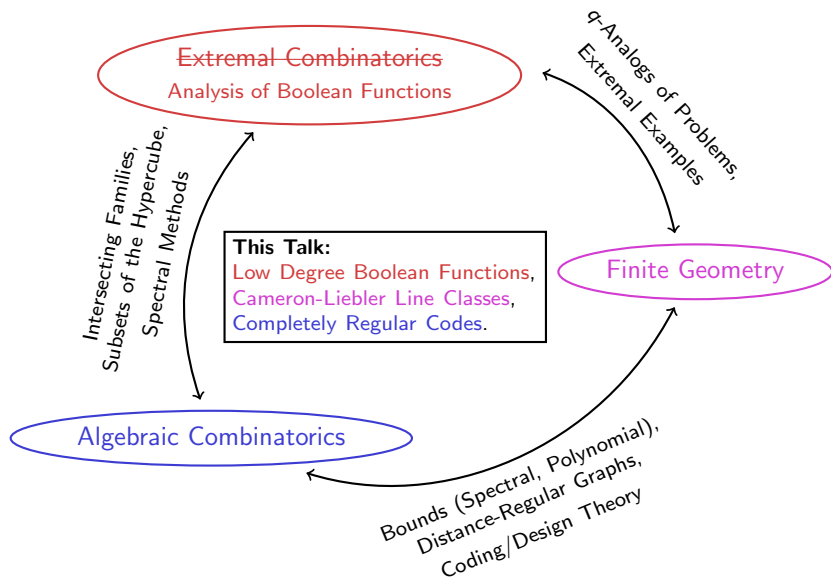 Extremal Combinatorics
Analysis of Boolean Functions
q-Analogs of Problems,
Extremal Examples
Intersecting Families,
Subsets of the Hypercube,
Spectral Methods
This Talk:
Low Degree Boolean Functions,
Cameron-Liebler Line Classes,
Completely Regular Codes.
Finite Geometry
Algebraic Combinatorics
Bounds (Spectral, Polynomial),
Distance-Regular Graphs,
Coding/Design Theory